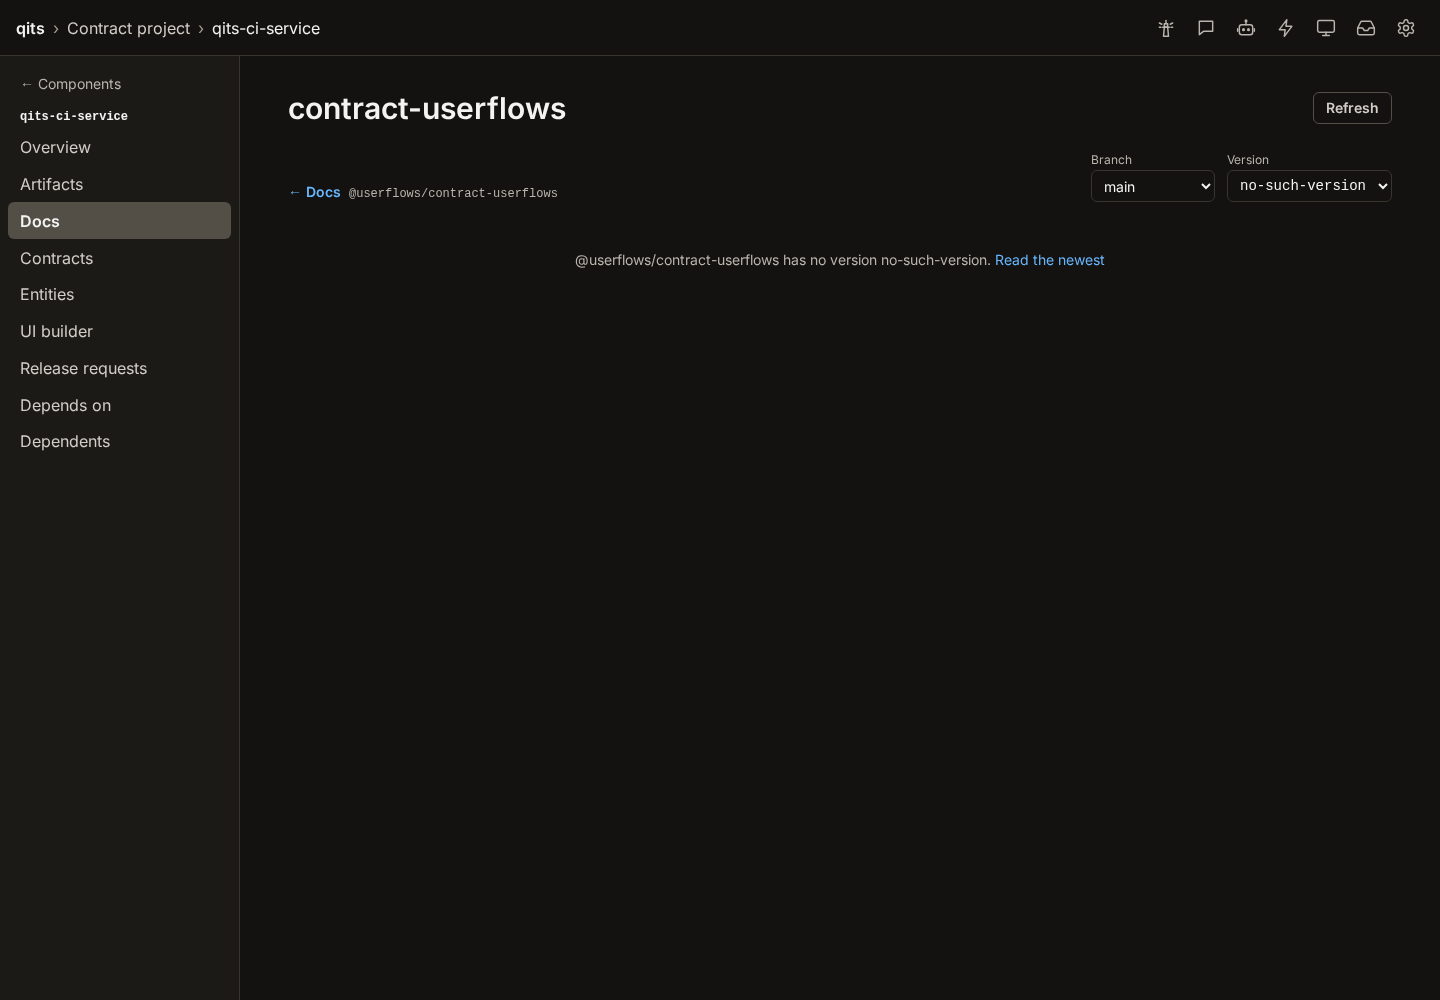 qits › Contract project › qits-ci-service
← Components
qits-ci-service
Overview
Artifacts
Docs
Contracts
Entities
UI builder
Release requests
Depends on
Dependents
contract-userflows
Refresh
← Docs @userflows/contract-userflows
Branch
main
Version
no-such-version
@userflows/contract-userflows has no version no-such-version. Read the newest